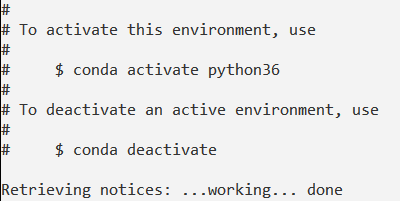 #
# To activate this environment, use
#
#     $ conda activate python36
#
# To deactivate an active environment, use
#
#     $ conda deactivate

Retrieving notices: ...working... done